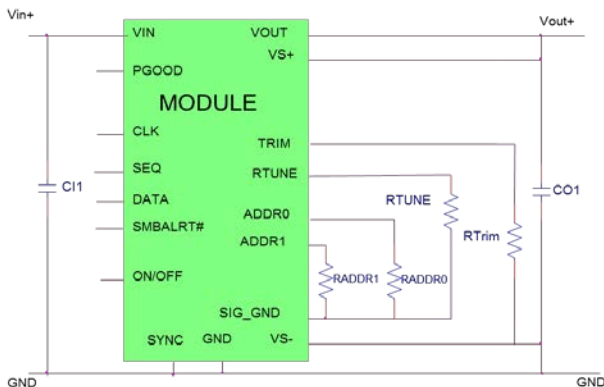 Vin+
VIN
VOUT
Vout+
VS+
PGOOD
MODULE
CLK
TRIM
SEQ
RTUNE
CI1
DATA
RTUNE
CO1
SMBALRT#
ADDR0
RTrim
ADDR1
ON/OFF
RADDR1
RADDR0
SIG_GND
SYNC
GND
VS-
GND
GND